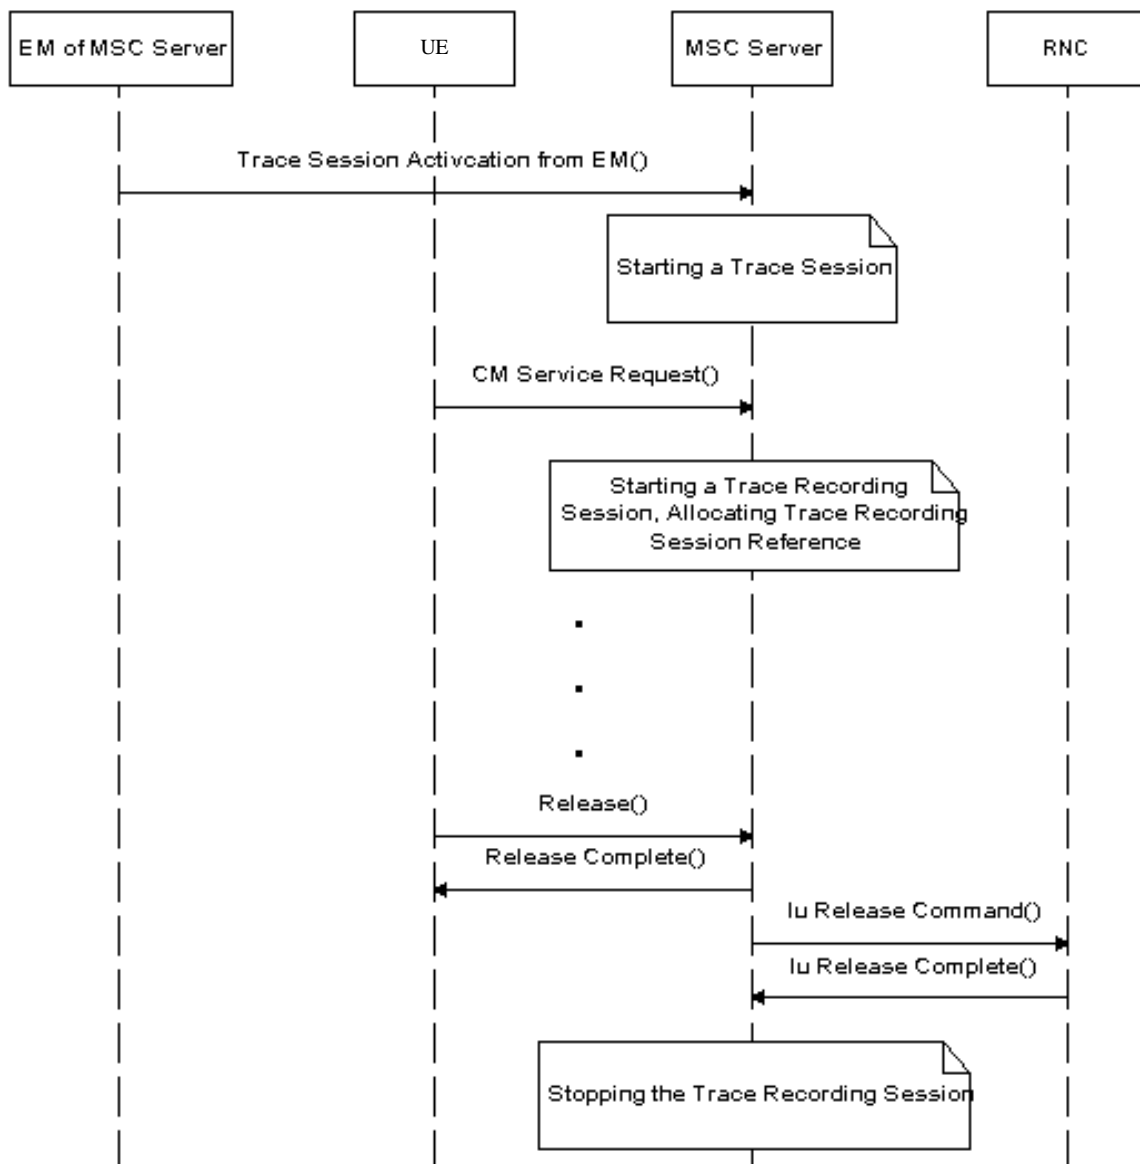 EM of MSC Server
UE
MSC Server
RNC
Trace Session Activcation from EM()
Starting a Trace Session
CM Service Request()
Starting a Trace Recording
Session, Allocating Trace Recording
Session Reference
Release()
Release Complete()
Iu Release Command()
Iu Release Complete()
Stopping the Trace Recording Session